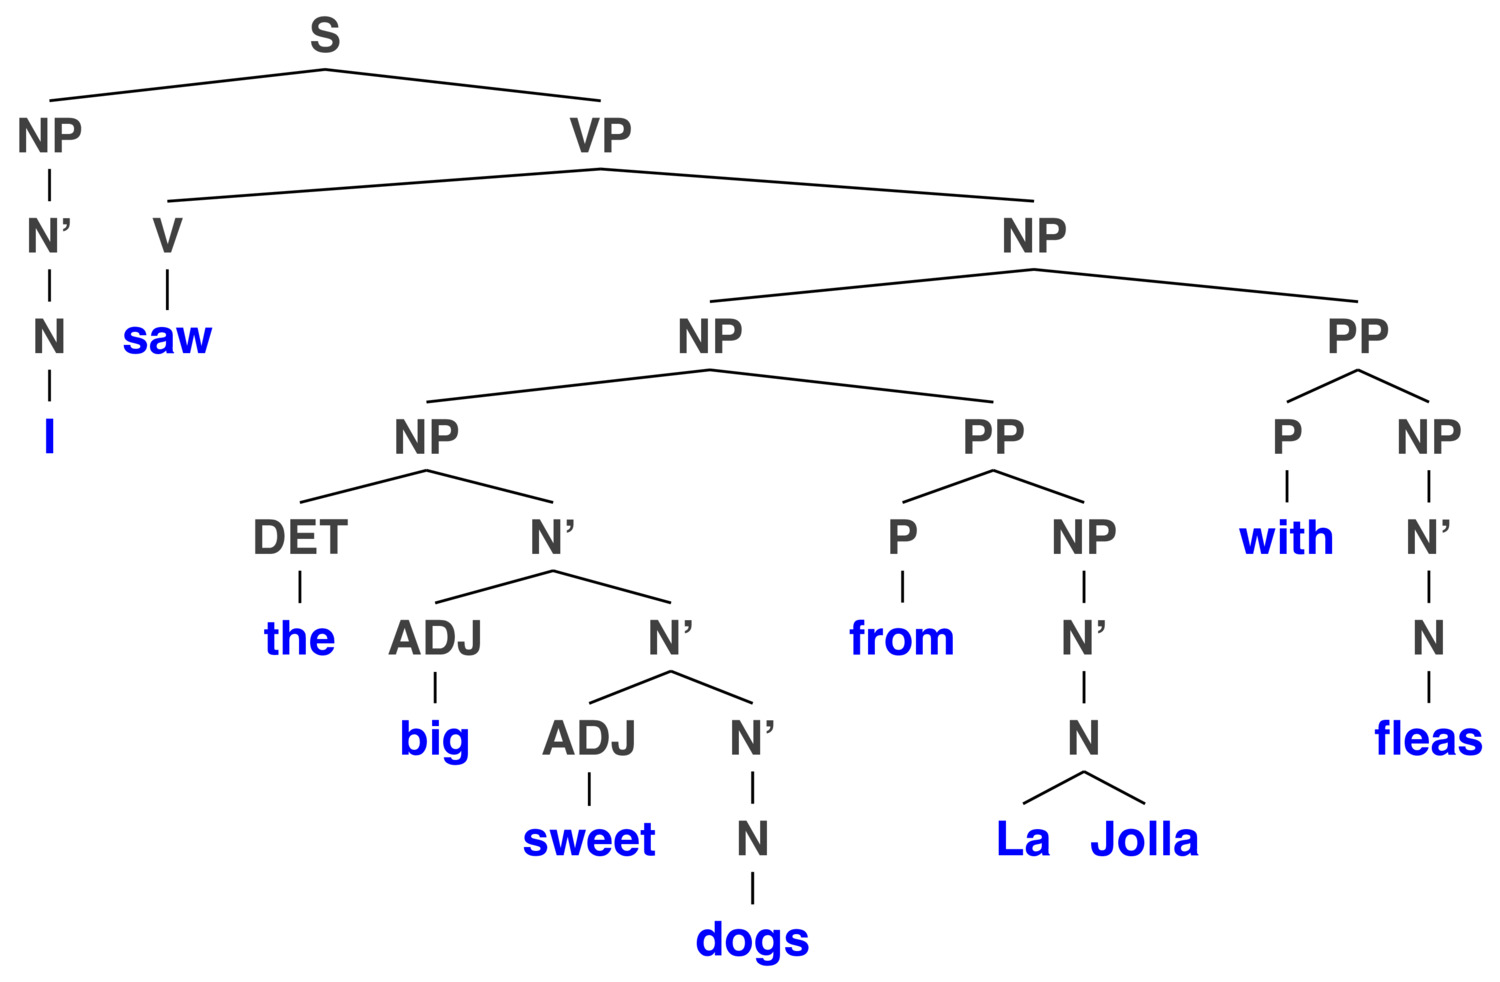 S
NP VP
N’ V NP
N saw NP PP
I NP PP P NP
DET N’ P NP with N’
the ADJ N’ from N’ N
big ADJ N’ N fleas
sweet N La Jolla
dogs